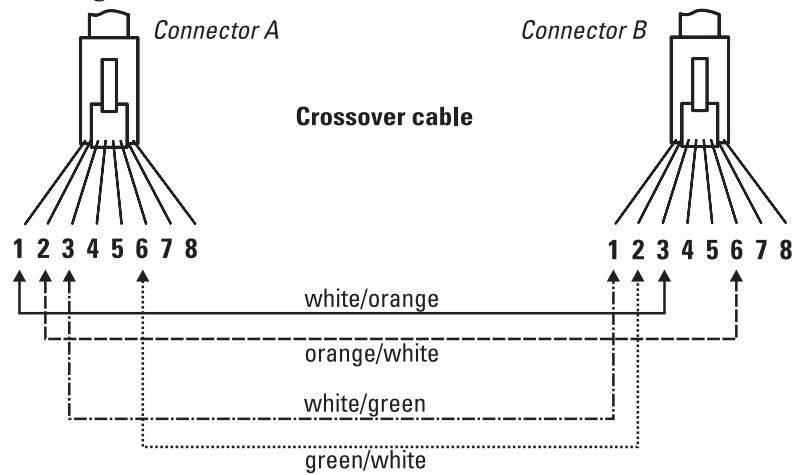 Connector A
Connector B
Crossover cable
1 2 3 4 5 6 7 8
1 2 3 4 5 6 7 8
white/orange
orange/white
white/green
green/white